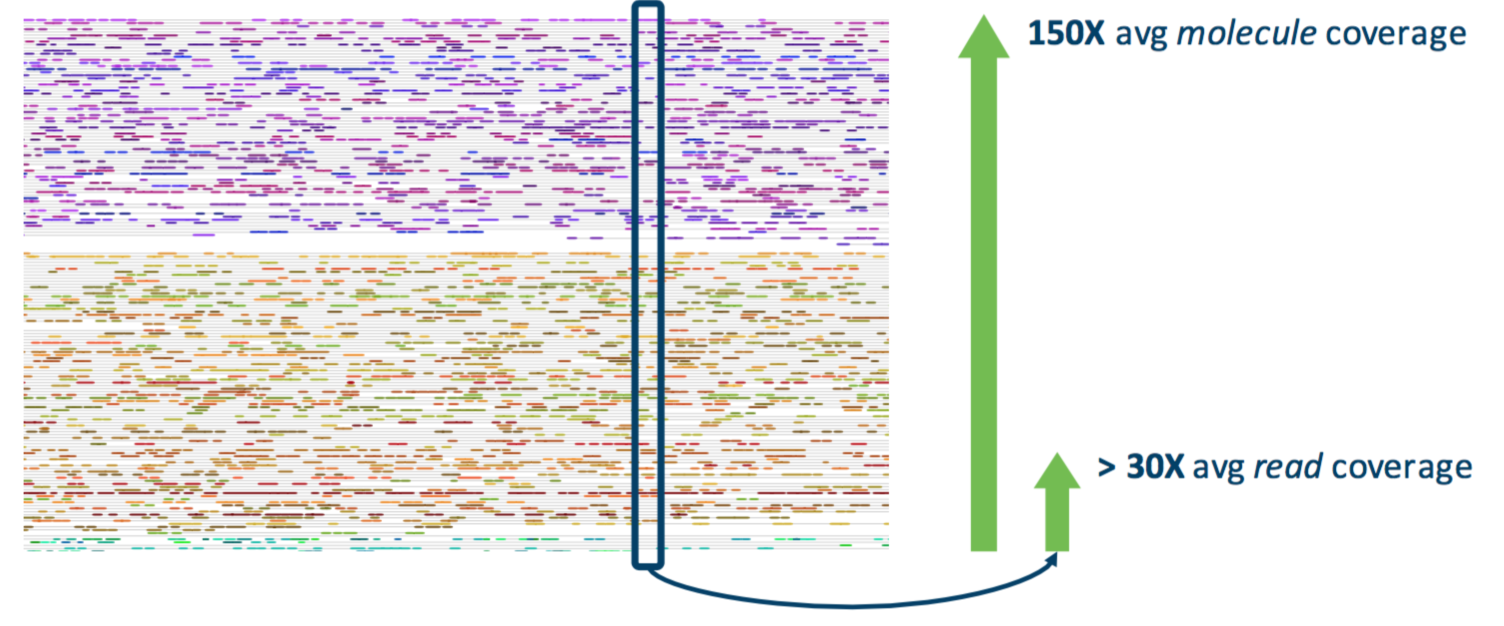 150X avg molecule coverage
> 30X avg read coverage